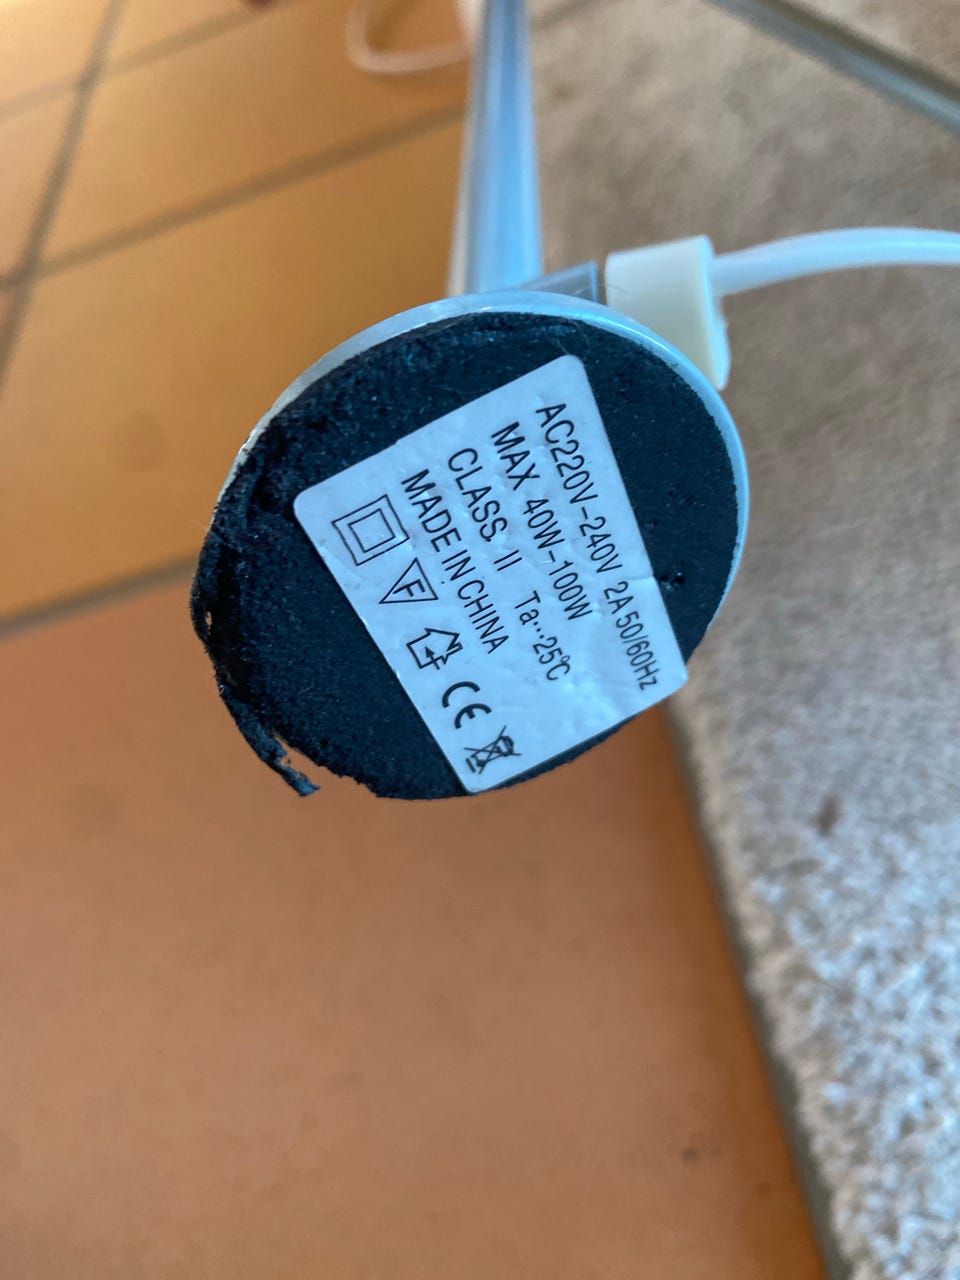 AC220V-240V 2A 50/60Hz
MAX 40W-100W
CLASS II Ta...25℃
MADE IN CHINA
F CE